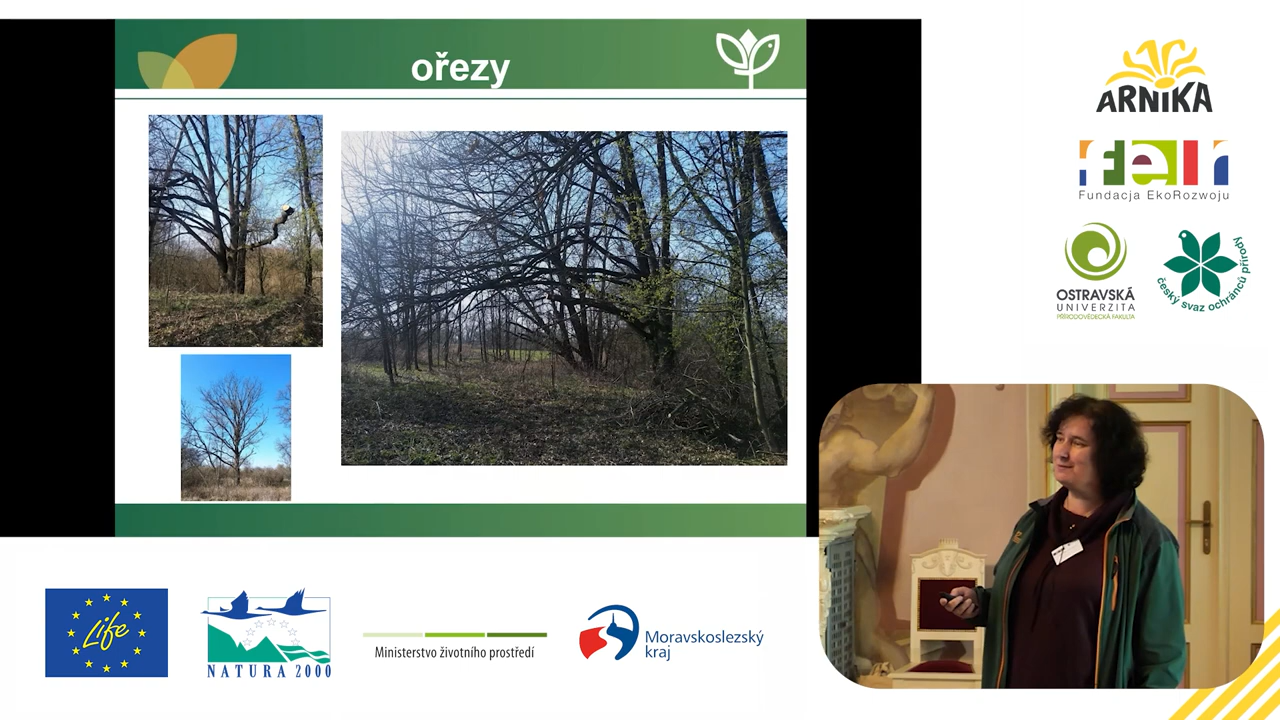 ořezy
ARNIKA
feri
Fundacja EkoRozwoju
OSTRAVSKÁ
UNIVERZITA
PŘÍRODOVĚDECKÁ FAKULTA
český svaz ochránců přírody
Life
NATURA 2000
Ministerstvo životního prostředí
Moravskoslezský
kraj